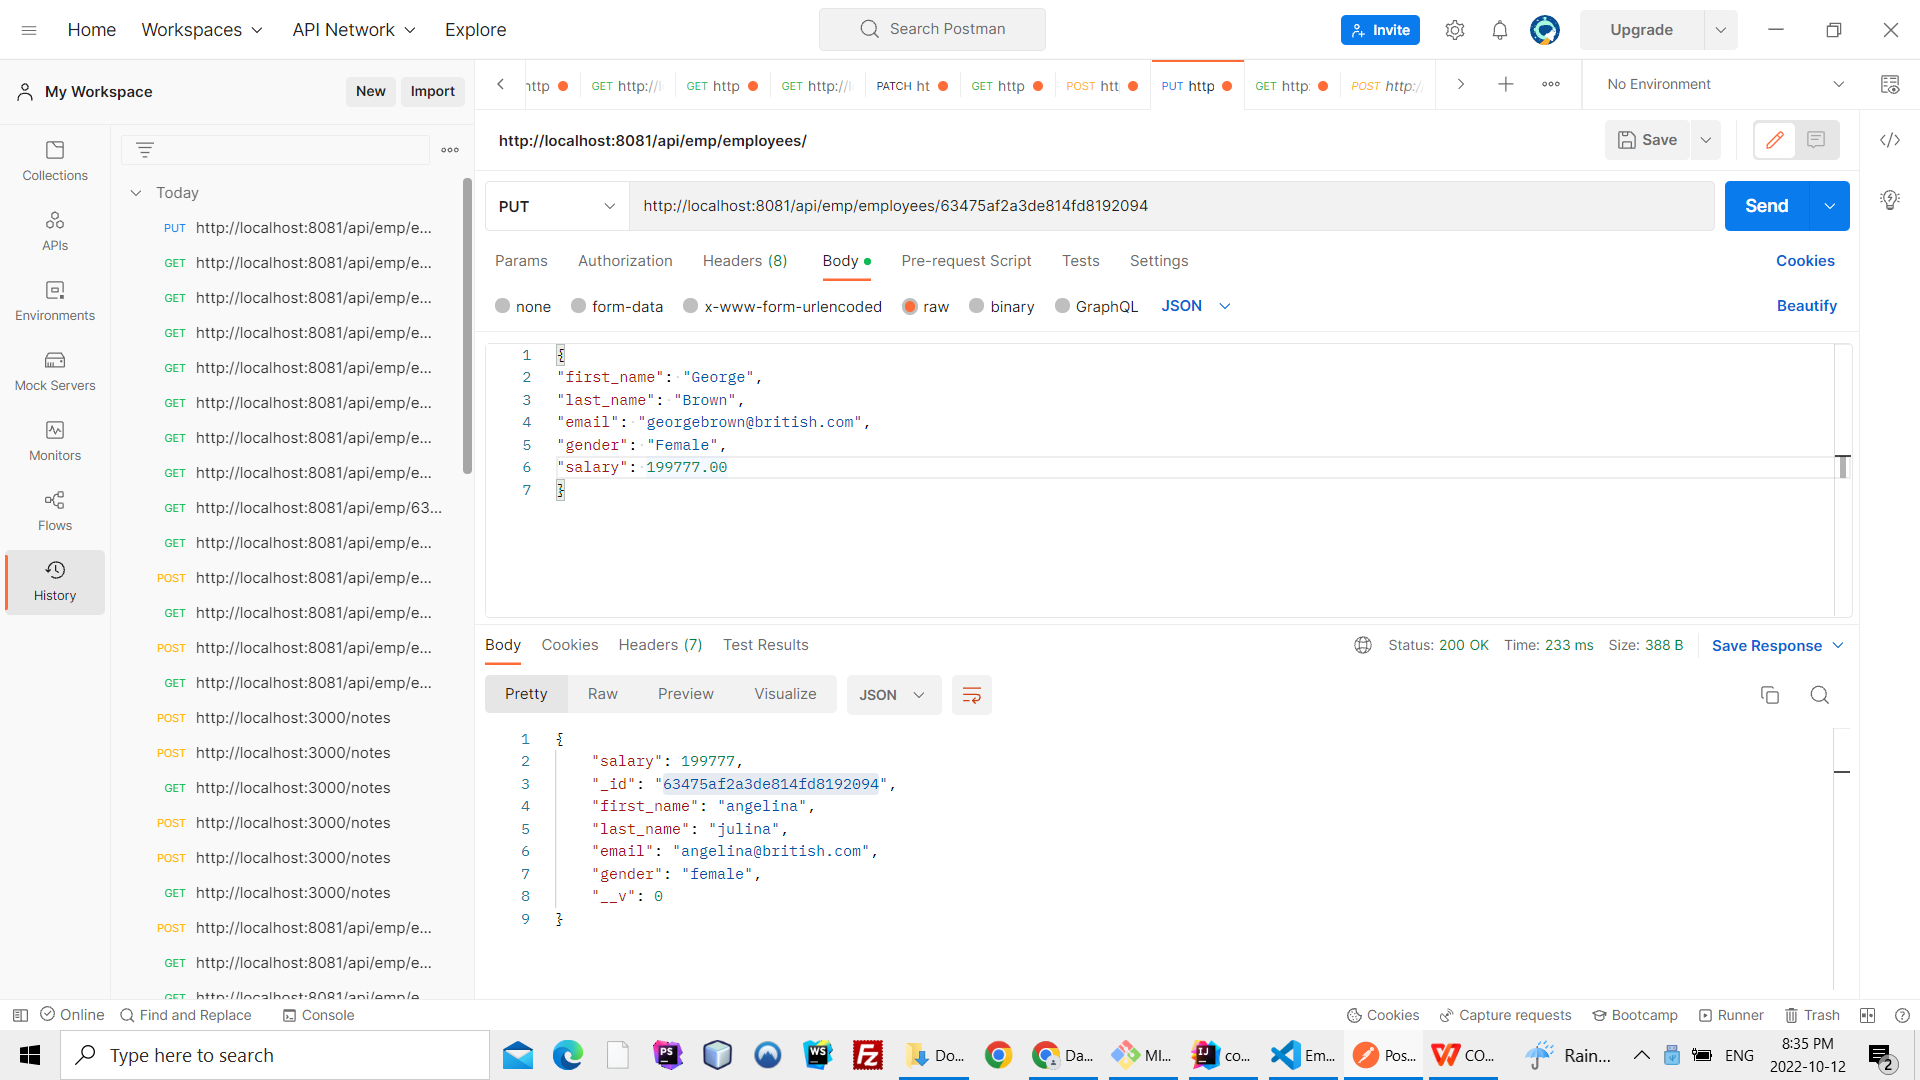 Home Workspaces API Network Explore Search Postman Invite Upgrade
My Workspace New Import
http GET http:// GET http GET http:// PATCH ht GET http POST htt PUT http GET http: POST http:/ No Environment
Collections
APIs
Environments
Mock Servers
Monitors
Flows
History
Today
PUT http://localhost:8081/api/emp/e...
GET http://localhost:8081/api/emp/e...
GET http://localhost:8081/api/emp/e...
GET http://localhost:8081/api/emp/e...
GET http://localhost:8081/api/emp/e...
GET http://localhost:8081/api/emp/e...
GET http://localhost:8081/api/emp/e...
GET http://localhost:8081/api/emp/e...
GET http://localhost:8081/api/emp/63...
GET http://localhost:8081/api/emp/e...
POST http://localhost:8081/api/emp/e...
GET http://localhost:8081/api/emp/e...
POST http://localhost:8081/api/emp/e...
GET http://localhost:8081/api/emp/e...
POST http://localhost:3000/notes
POST http://localhost:3000/notes
GET http://localhost:3000/notes
POST http://localhost:3000/notes
POST http://localhost:3000/notes
GET http://localhost:3000/notes
POST http://localhost:8081/api/emp/e...
GET http://localhost:8081/api/emp/e...
GET http://localhost:8081/api/emp/e
http://localhost:8081/api/emp/employees/ Save
PUT http://localhost:8081/api/emp/employees/63475af2a3de814fd8192094 Send
Params Authorization Headers (8) Body Pre-request Script Tests Settings Cookies
none form-data x-www-form-urlencoded raw binary GraphQL JSON Beautify
1 {
2 "first_name": "George",
3 "last_name": "Brown",
4 "email": "georgebrown@british.com",
5 "gender": "Female",
6 "salary": 199777.00
7 }
Body Cookies Headers (7) Test Results Status: 200 OK Time: 233 ms Size: 388 B Save Response
Pretty Raw Preview Visualize JSON
1 {
2 "salary": 199777,
3 "_id": "63475af2a3de814fd8192094",
4 "first_name": "angelina",
5 "last_name": "julina",
6 "email": "angelina@british.com",
7 "gender": "female",
8 "__v": 0
9 }
Online Find and Replace Console Cookies Capture requests Bootcamp Runner Trash
Type here to search PS WS FZ Do... Da... MI... IJ co... Em... Pos... CO... Rain... ENG 8:35 PM
2022-10-12 2